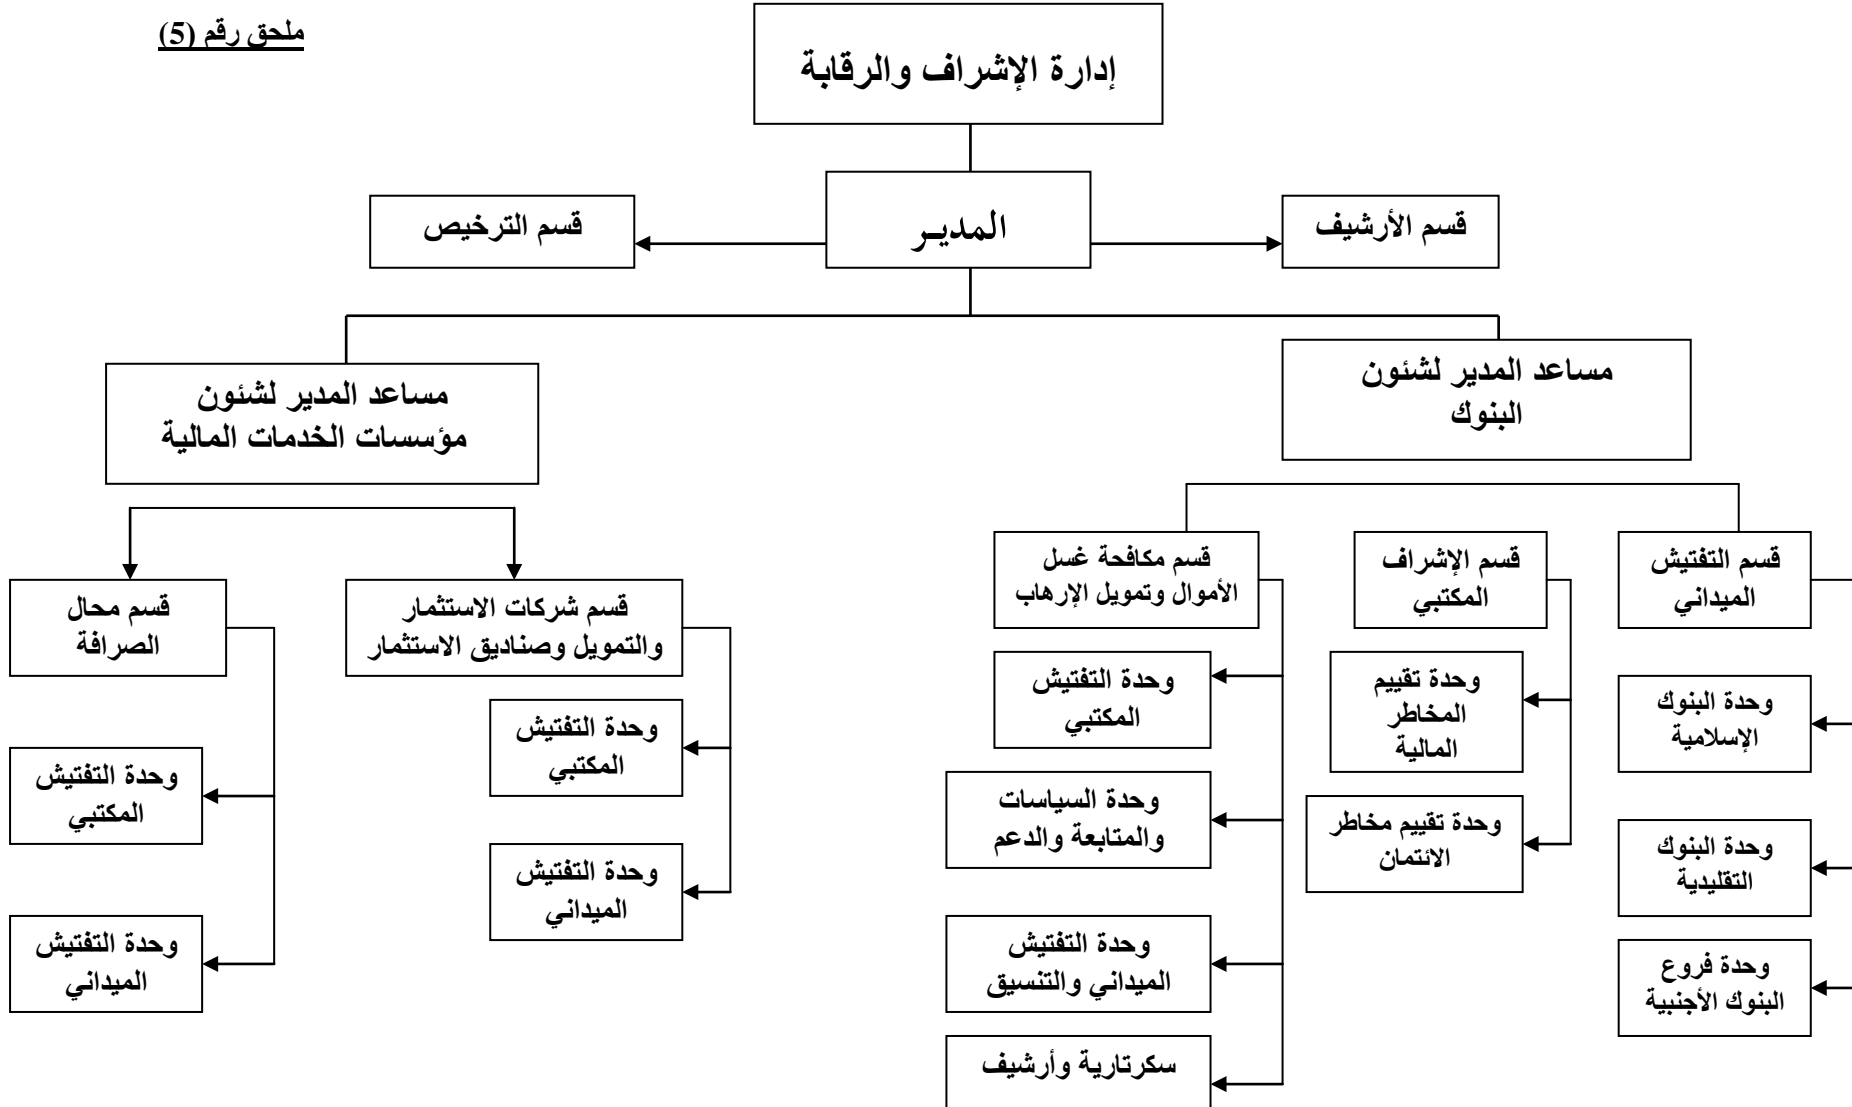 ملحق رقم (5)
إدارة الإشراف والرقابة
المديـر
قسم الأرشيف
قسم الترخيص
مساعد المدير لشئون
البنوك
مساعد المدير لشئون
مؤسسات الخدمات المالية
قسم التفتيش
الميداني
وحدة البنوك
الإسلامية
وحدة البنوك
التقليدية
وحدة فروع
البنوك الأجنبية
قسم الإشراف
المكتبي
وحدة تقييم
المخاطر
المالية
وحدة تقييم مخاطر
الائتمان
قسم مكافحة غسل
الأموال وتمويل الإرهاب
وحدة التفتيش
المكتبي
وحدة السياسات
والمتابعة والدعم
وحدة التفتيش
الميداني والتنسيق
سكرتارية وأرشيف
قسم شركات الاستثمار
والتمويل وصناديق الاستثمار
وحدة التفتيش
المكتبي
وحدة التفتيش
الميداني
قسم محال
الصرافة
وحدة التفتيش
المكتبي
وحدة التفتيش
الميداني